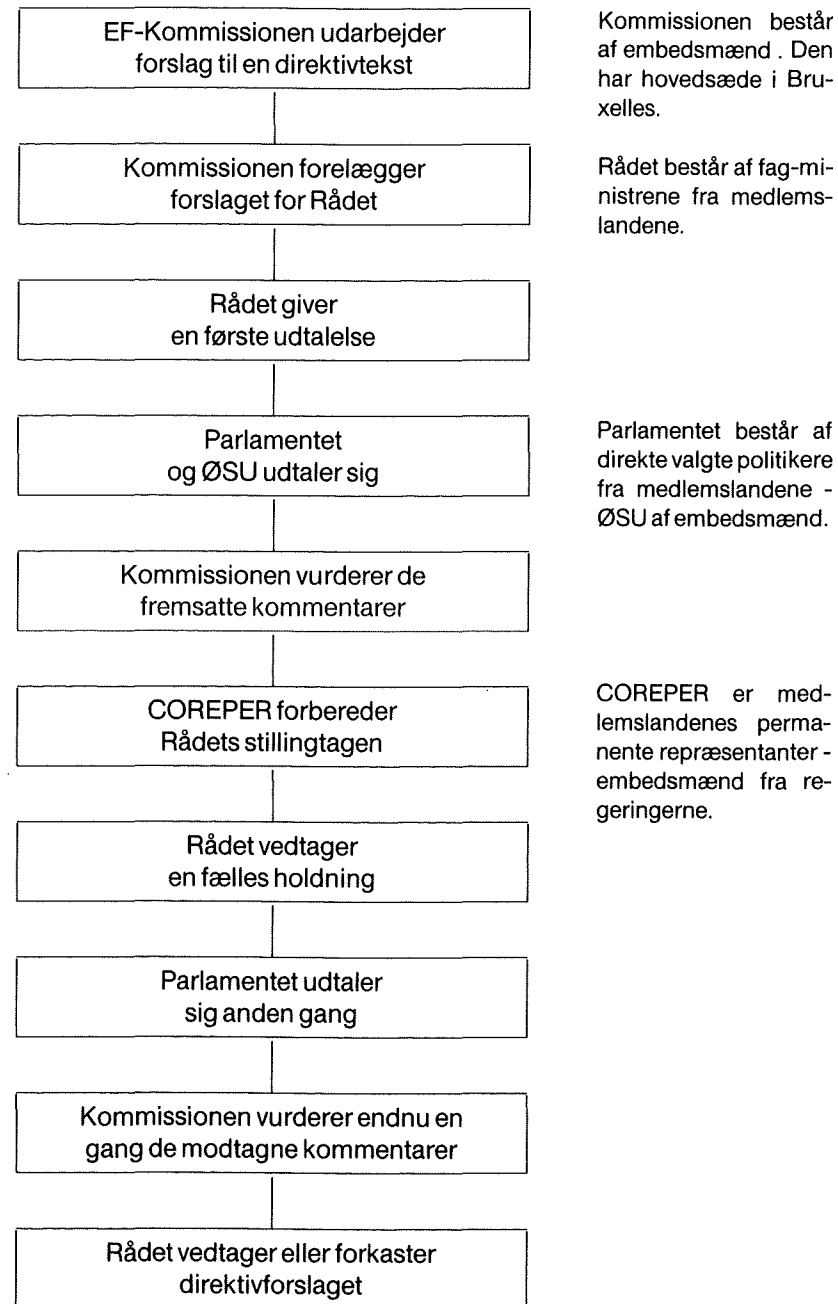 EF-Kommissionen udarbejder
forslag til en direktivtekst
Kommissionen består
af embedsmænd . Den
har hovedsæde i Bru-
xelles.
Kommissionen forelægger
forslaget for Rådet
Rådet består af fag-mi-
nistrene fra medlems-
landene.
Rådet giver
en første udtalelse
Parlamentet
og ØSU udtaler sig
Parlamentet består af
direkte valgte politikere
fra medlemslandene -
ØSU af embedsmænd.
Kommissionen vurderer de
fremsatte kommentarer
COREPER forbereder
Rådets stillingtagen
COREPER er med-
lemslandenes perma-
nente repræsentanter -
embedsmænd fra re-
geringerne.
Rådet vedtager
en fælles holdning
Parlamentet udtaler
sig anden gang
Kommissionen vurderer endnu en
gang de modtagne kommentarer
Rådet vedtager eller forkaster
direktivforslaget